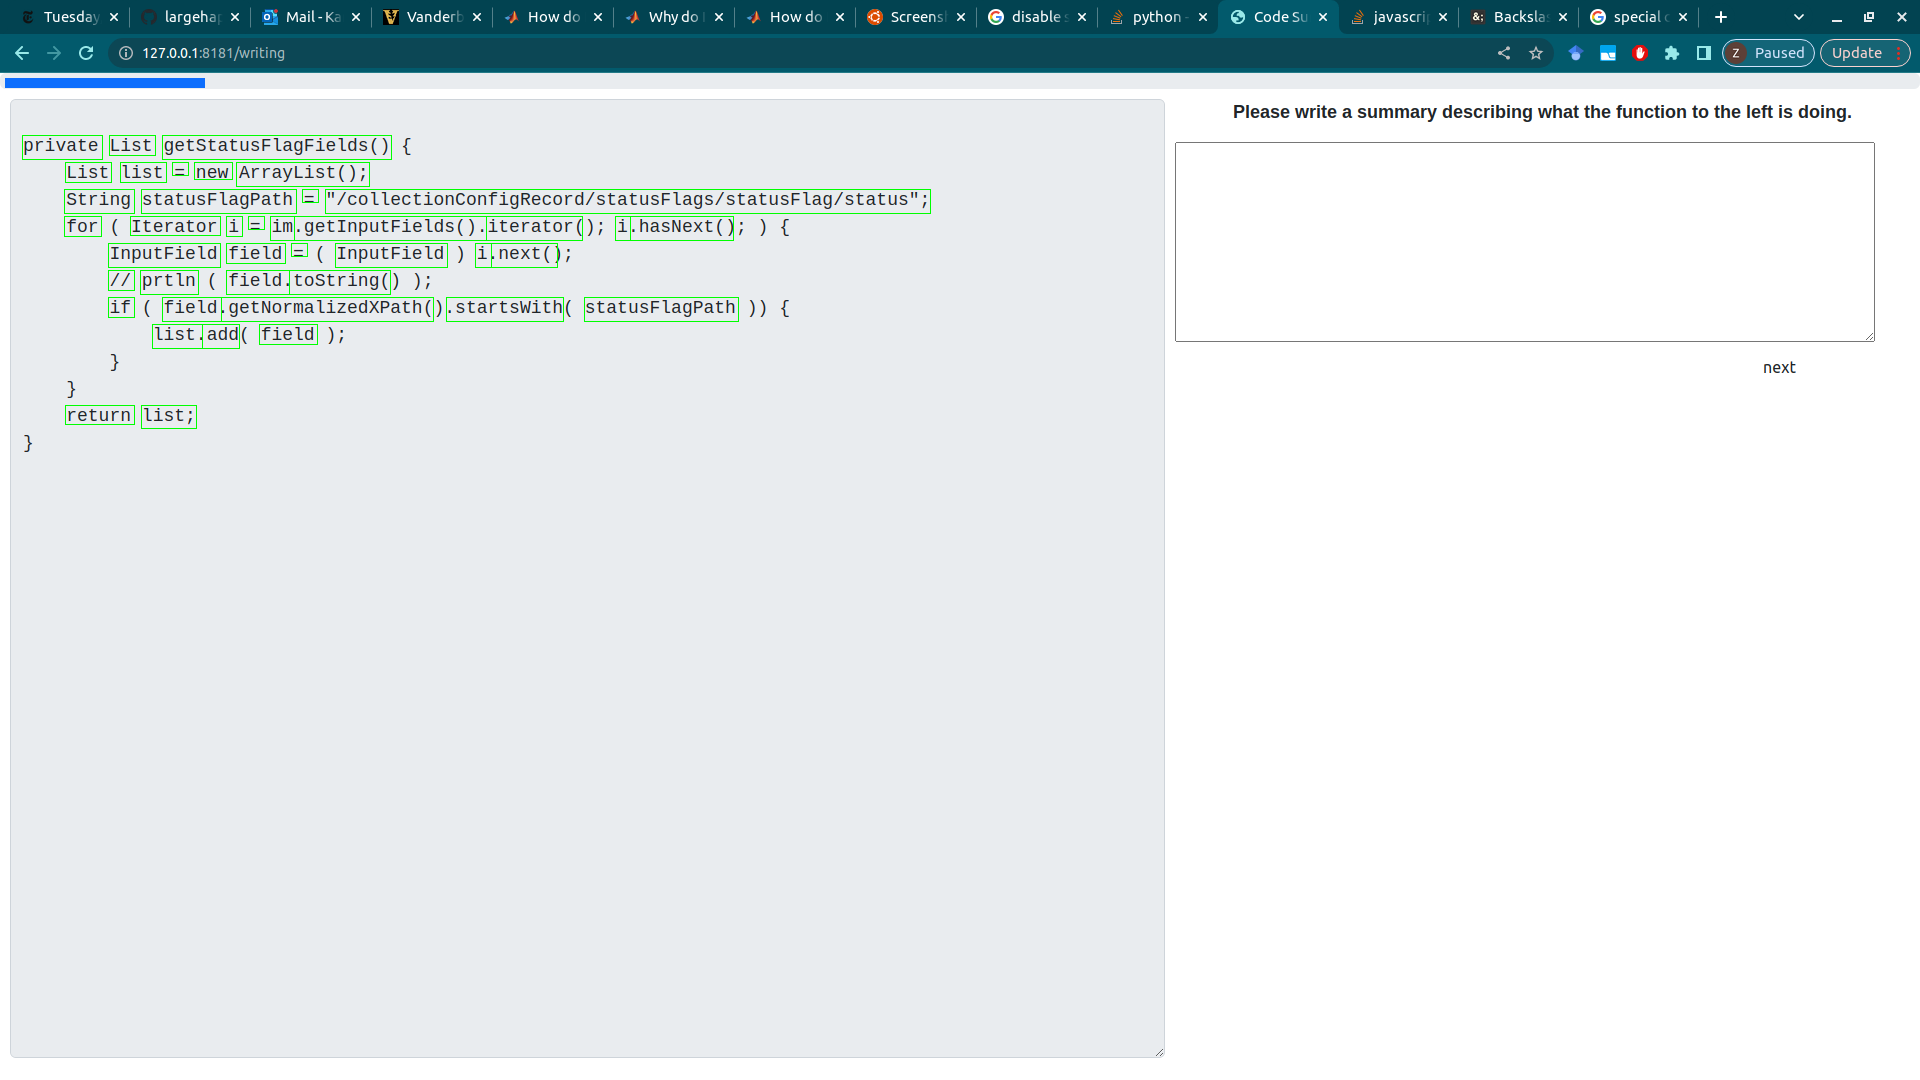 Tuesday
largehap
Mail - Ka
Vanderb
How do
Why do
How do
Screens
disable s
python -
Code Su
javascrip
Backslas
special c
127.0.0.1:8181/writing
Z Paused
Update
Please write a summary describing what the function to the left is doing.
private List getStatusFlagFields() {
List list = new ArrayList();
String statusFlagPath = "/collectionConfigRecord/statusFlags/statusFlag/status";
for ( Iterator i = im.getInputFields().iterator(); i.hasNext(); ) {
InputField field = ( InputField ) i.next();
// prtln ( field.toString() );
if ( field.getNormalizedXPath().startsWith( statusFlagPath )) {
list.add( field );
}
}
return list;
}
next